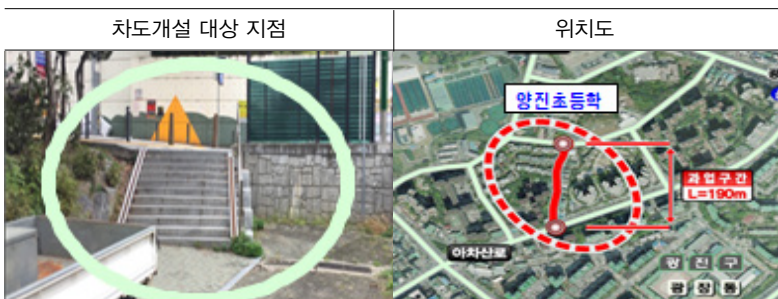 차도개설 대상 지점
위치도
양진초등학
과업구간
L=190m
아차산로
광 진 구
광 장 동